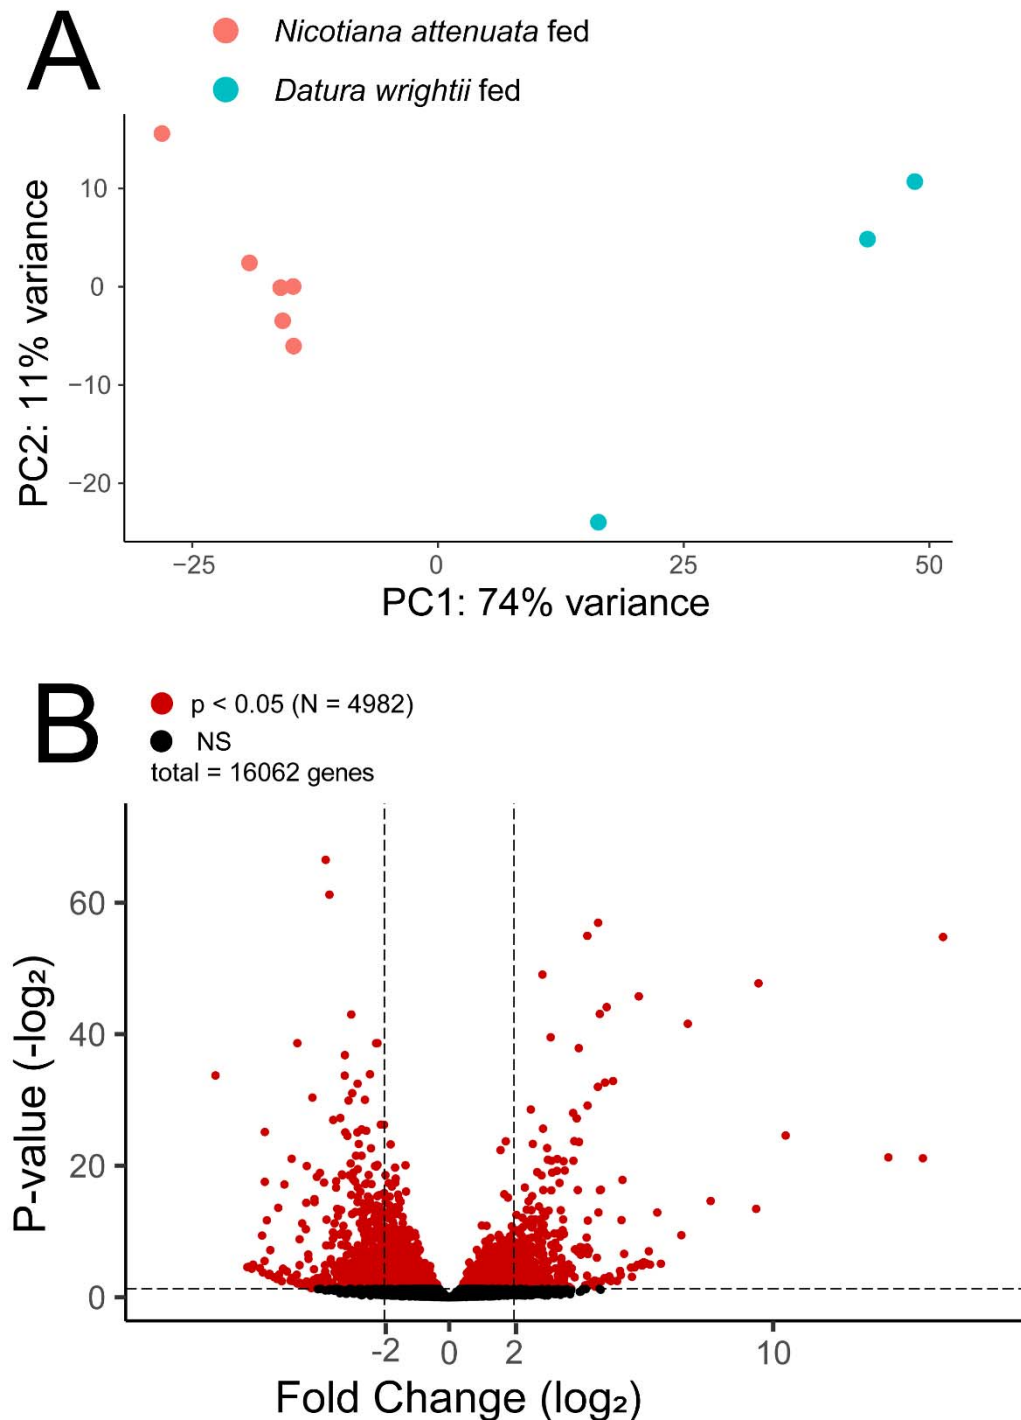 A
Nicotiana attenuata fed
Datura wrightii fed
10
0
−10
−20
PC2: 11% variance
−25
0
25
50
PC1: 74% variance
B
p < 0.05 (N = 4982)
NS
total = 16062 genes
60
40
20
0
P-value (-log₂)
-2
0
2
10
Fold Change (log₂)